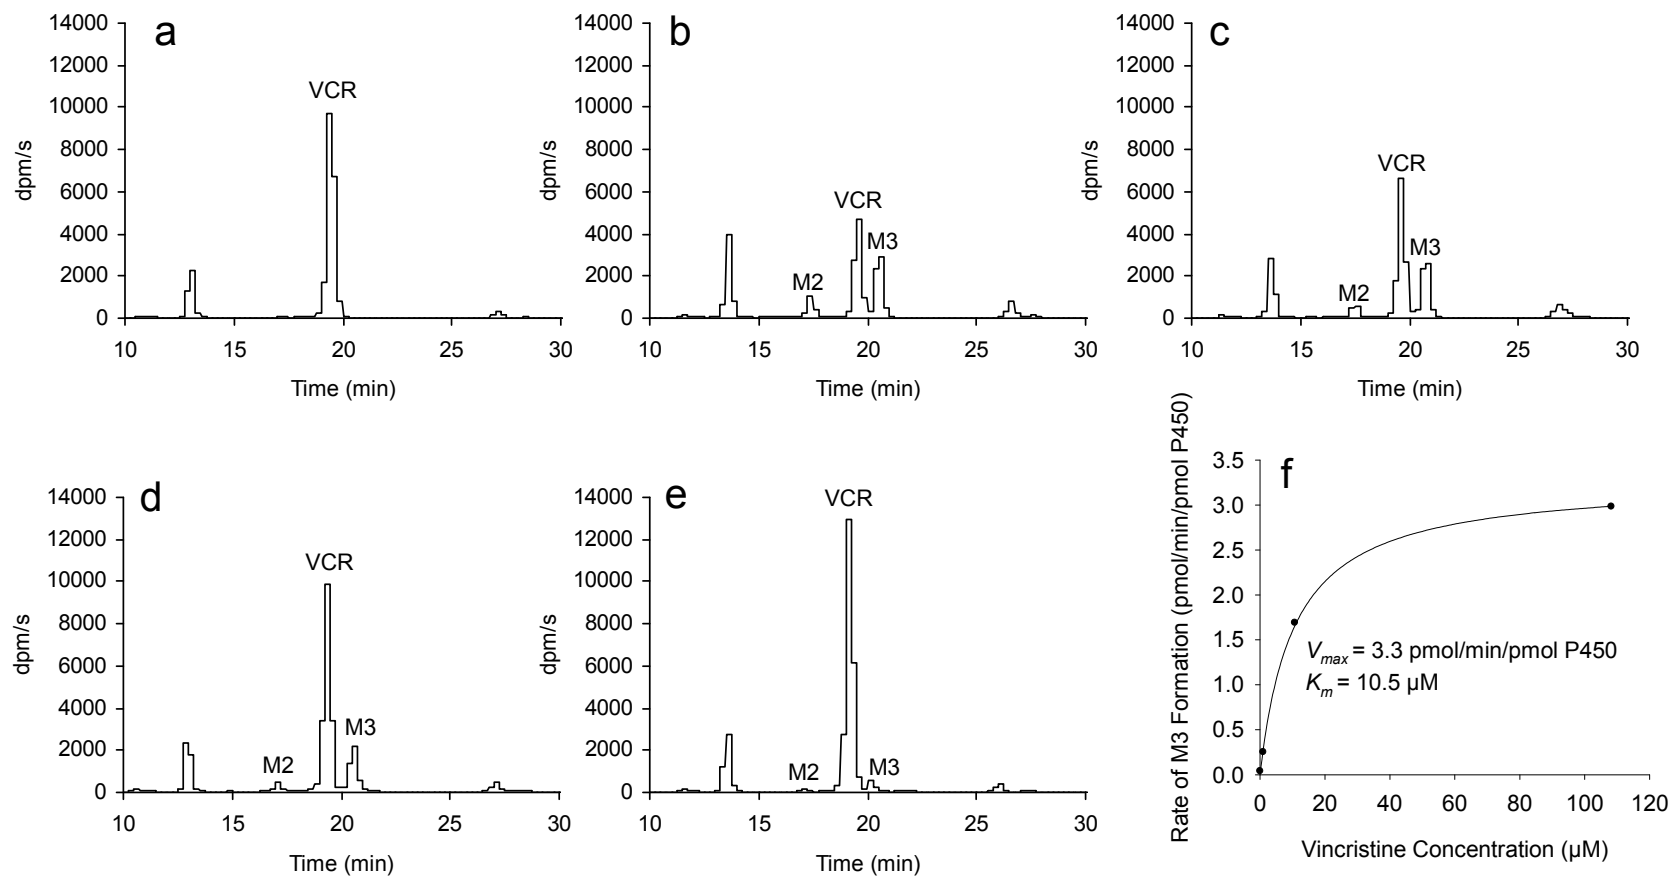 a
14000
12000
10000
8000
6000
4000
2000
0
dpm/s
VCR
10 15 20 25 30
Time (min)
b
14000
12000
10000
8000
6000
4000
2000
0
dpm/s
VCR
M3
M2
10 15 20 25 30
Time (min)
c
14000
12000
10000
8000
6000
4000
2000
0
dpm/s
VCR
M3
M2
10 15 20 25 30
Time (min)
d
14000
12000
10000
8000
6000
4000
2000
0
dpm/s
VCR
M3
M2
10 15 20 25 30
Time (min)
e
14000
12000
10000
8000
6000
4000
2000
0
dpm/s
VCR
M2 M3
10 15 20 25 30
Time (min)
f
3.5
3.0
2.5
2.0
1.5
1.0
0.5
0.0
Rate of M3 Formation (pmol/min/pmol P450)
Vmax = 3.3 pmol/min/pmol P450
Km = 10.5 µM
0 20 40 60 80 100 120
Vincristine Concentration (µM)